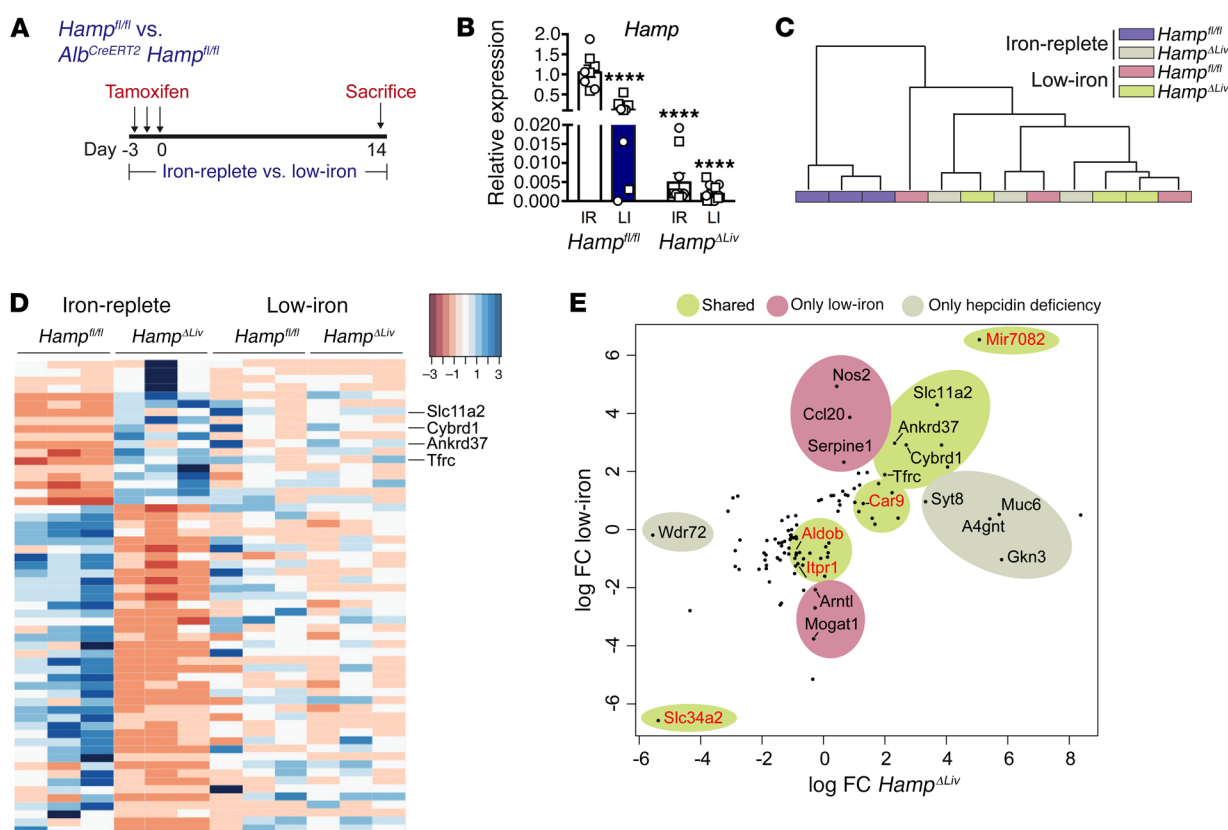 A
Hamp^fl/fl vs.
Alb^CreERT2 Hamp^fl/fl
Tamoxifen
Sacrifice
Day -3 0 14
Iron-replete vs. low-iron
B
Hamp
Relative expression
2.0
1.5
1.0
0.5
0.020
0.015
0.010
0.005
0.000
****
****
****
IR LI IR LI
Hamp^fl/fl Hamp^ΔLiv
C
Iron-replete
Hamp^fl/fl
Hamp^ΔLiv
Low-iron
Hamp^fl/fl
Hamp^ΔLiv
D
Iron-replete Low-iron
Hamp^fl/fl Hamp^ΔLiv Hamp^fl/fl Hamp^ΔLiv
−3 −1 1 3
Slc11a2
Cybrd1
Ankrd37
Tfrc
E
Shared Only low-iron Only hepcidin deficiency
log FC low-iron
6
4
2
0
-2
-4
-6
Mir7082
Nos2
Slc11a2
Ccl20
Ankrd37
Serpine1
Cybrd1
Tfrc
Car9
Syt8
Muc6
A4gnt
Gkn3
Wdr72
Aldob
Itpr1
Arntl
Mogat1
Slc34a2
-6 -4 -2 0 2 4 6 8
log FC Hamp^ΔLiv